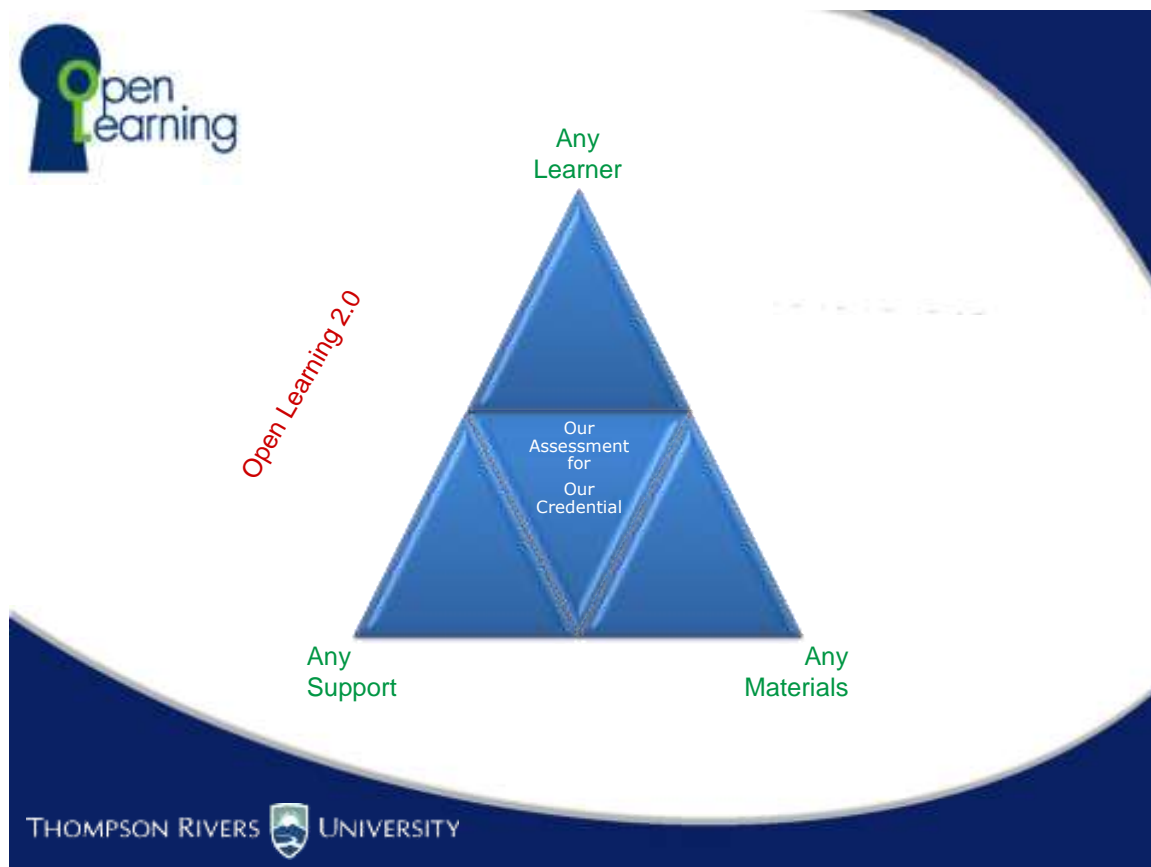 Open
Learning
Any
Learner
Open Learning 2.0
Our
Assessment
for
Our
Credential
Any
Support
Any
Materials
THOMPSON RIVERS UNIVERSITY